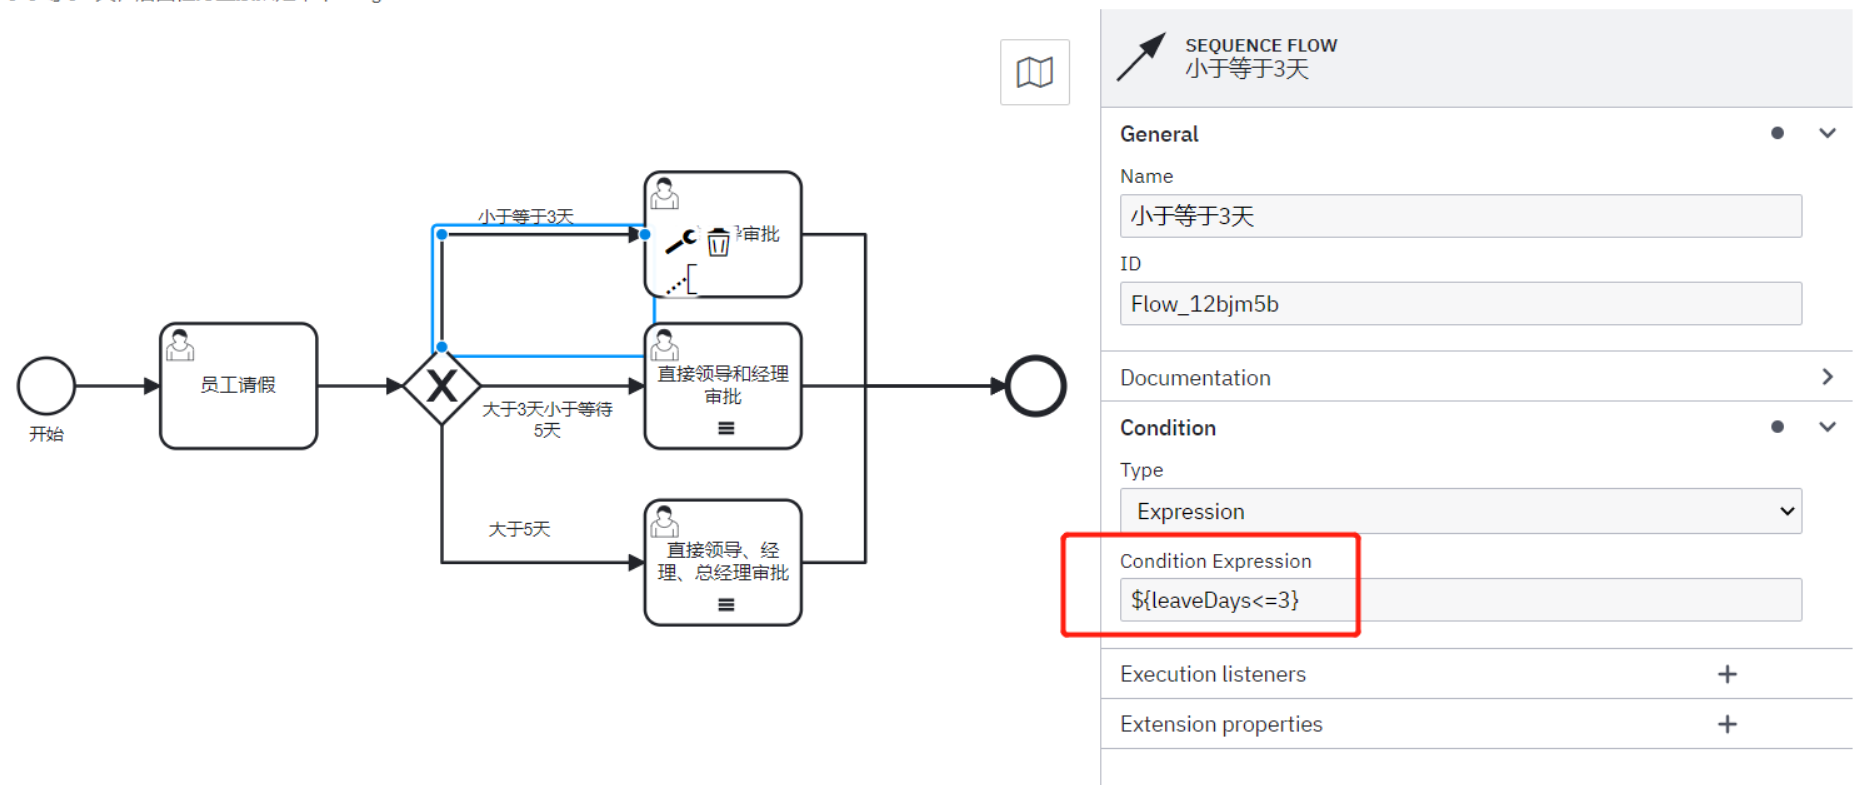 SEQUENCE FLOW
小于等于3天
General
Name
小于等于3天
ID
Flow_12bjm5b
Documentation
Condition
Type
Expression
Condition Expression
${leaveDays<=3}
Execution listeners
Extension properties
小于等于3天
审批
员工请假
开始
X
直接领导和经理
审批
大于3天小于等待
5天
大于5天
直接领导、经
理、总经理审批